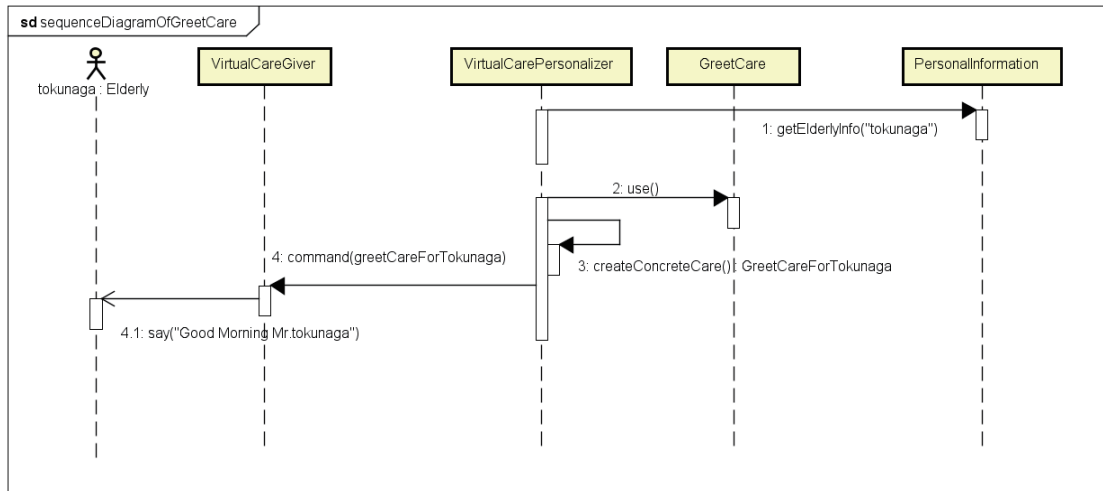 sd sequenceDiagramOfGreetCare
tokunaga : Elderly
VirtualCareGiver
VirtualCarePersonalizer
GreetCare
PersonalInformation
1: getElderlyInfo("tokunaga")
2: use()
3: createConcreteCare() : GreetCareForTokunaga
4: command(greetCareForTokunaga)
4.1: say("Good Morning Mr.tokunaga")